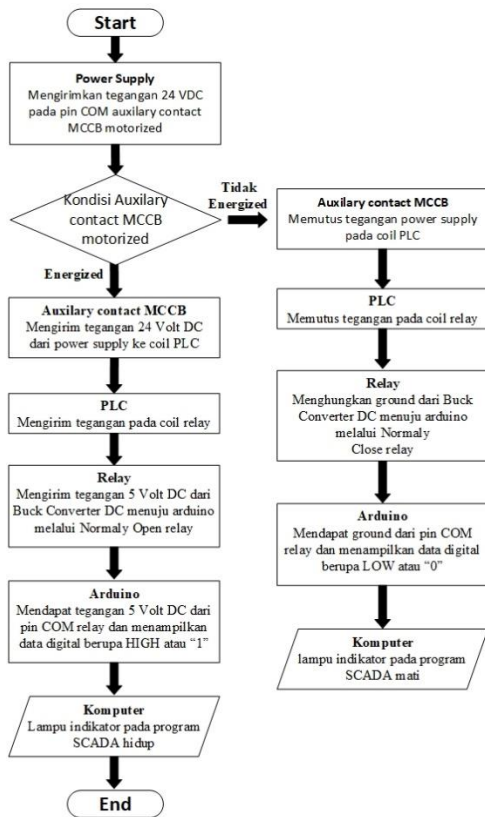 Start
Power Supply
Mengirimkan tegangan 24 VDC
pada pin COM auxilary contact
MCCB motorized
Kondisi Auxilary
contact MCCB
motorized
Tidak
Energized
Energized
Auxilary contact MCCB
Mengirim tegangan 24 Volt DC
dari power supply ke coil PLC
PLC
Mengirim tegangan pada coil relay
Relay
Mengirim tegangan 5 Volt DC dari
Buck Converter DC menuju arduino
melalui Normaly Open relay
Arduino
Mendapat tegangan 5 Volt DC dari
pin COM relay dan menampilkan
data digital berupa HIGH atau “1”
Komputer
Lampu indikator pada program
SCADA hidup
End
Auxilary contact MCCB
Memutus tegangan power supply
pada coil PLC
PLC
Memutus tegangan pada coil relay
Relay
Menghungkan ground dari Buck
Converter DC menuju arduino
melalui Normaly
Close relay
Arduino
Mendapat ground dari pin COM
relay dan menampilkan data digital
berupa LOW atau “0”
Komputer
lampu indikator pada program
SCADA mati